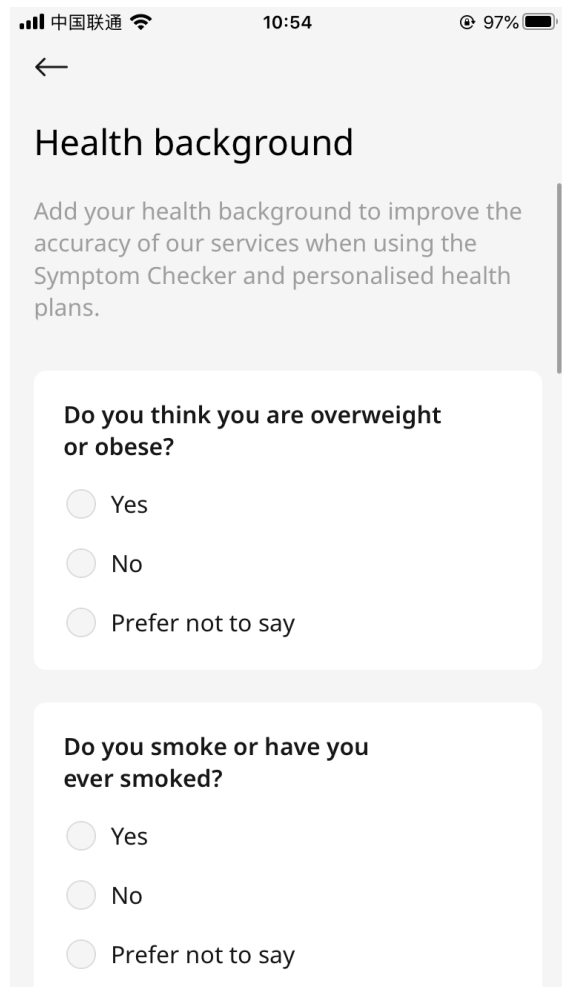 中国联通 10:54 97%
Health background
Add your health background to improve the
accuracy of our services when using the
Symptom Checker and personalised health
plans.
Do you think you are overweight
or obese?
Yes
No
Prefer not to say
Do you smoke or have you
ever smoked?
Yes
No
Prefer not to say